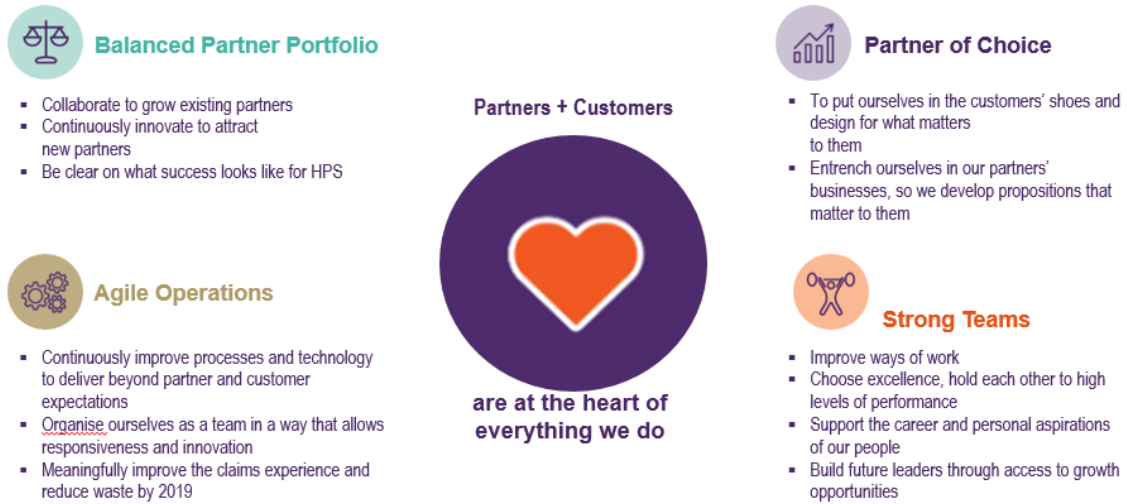 Balanced Partner Portfolio
▪ Collaborate to grow existing partners
▪ Continuously innovate to attract
new partners
▪ Be clear on what success looks like for HPS
Agile Operations
▪ Continuously improve processes and technology
to deliver beyond partner and customer
expectations
▪ Organise ourselves as a team in a way that allows
responsiveness and innovation
▪ Meaningfully improve the claims experience and
reduce waste by 2019
Partners + Customers
are at the heart of
everything we do
Partner of Choice
▪ To put ourselves in the customers' shoes and
design for what matters
to them
▪ Entrench ourselves in our partners'
businesses, so we develop propositions that
matter to them
Strong Teams
▪ Improve ways of work
▪ Choose excellence, hold each other to high
levels of performance
▪ Support the career and personal aspirations
of our people
▪ Build future leaders through access to growth
opportunities